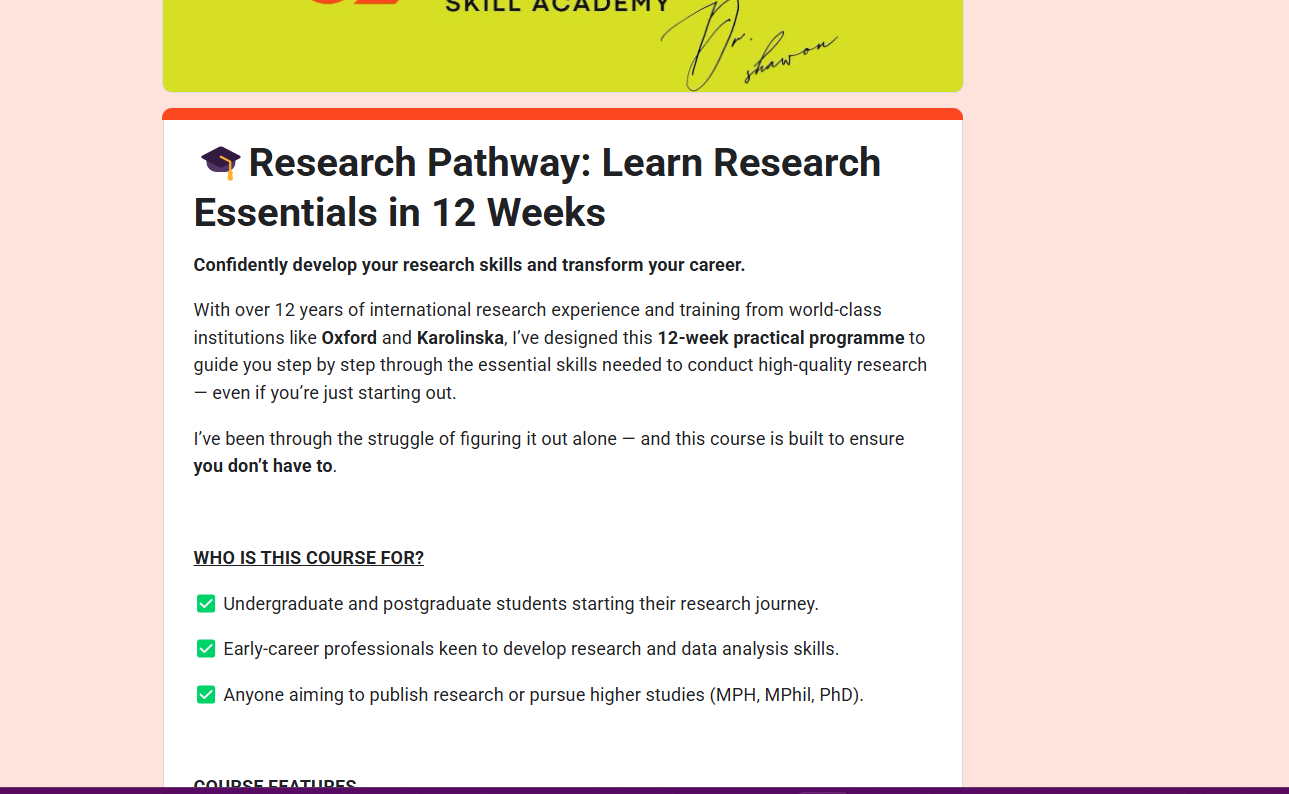 SKILL ACADEMY
Dr.
shawon
Research Pathway: Learn Research
Essentials in 12 Weeks
Confidently develop your research skills and transform your career.
With over 12 years of international research experience and training from world-class
institutions like Oxford and Karolinska, I’ve designed this 12-week practical programme to
guide you step by step through the essential skills needed to conduct high-quality research
— even if you’re just starting out.
I’ve been through the struggle of figuring it out alone — and this course is built to ensure
you don’t have to.
WHO IS THIS COURSE FOR?
Undergraduate and postgraduate students starting their research journey.
Early-career professionals keen to develop research and data analysis skills.
Anyone aiming to publish research or pursue higher studies (MPH, MPhil, PhD).
COURSE FEATURES